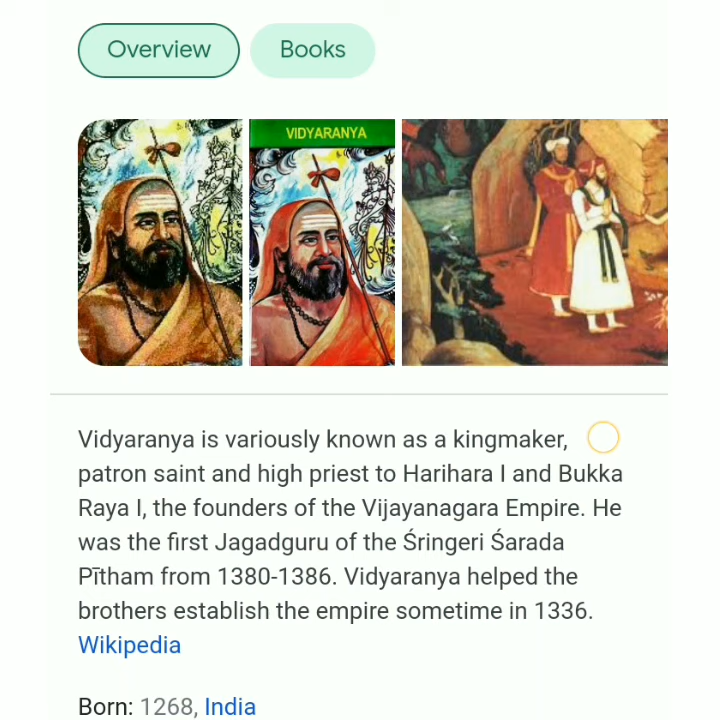 Overview
Books
VIDYARANYA
Vidyaranya is variously known as a kingmaker,
patron saint and high priest to Harihara I and Bukka
Raya I, the founders of the Vijayanagara Empire. He
was the first Jagadguru of the Śringeri Śarada
Pītham from 1380-1386. Vidyaranya helped the
brothers establish the empire sometime in 1336.
Wikipedia
Born: 1268, India